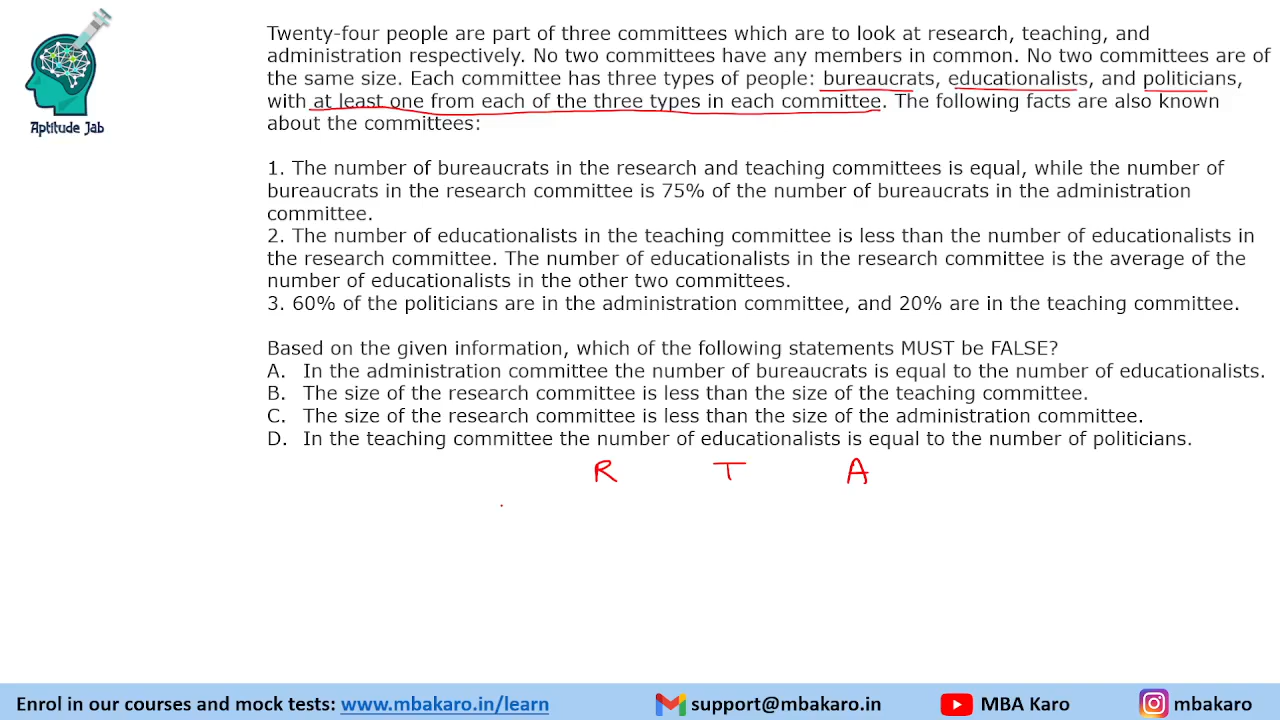 Twenty-four people are part of three committees which are to look at research, teaching, and
administration respectively. No two committees have any members in common. No two committees are of
the same size. Each committee has three types of people: bureaucrats, educationalists, and politicians,
with at least one from each of the three types in each committee. The following facts are also known
about the committees:
Aptitude Jab
1. The number of bureaucrats in the research and teaching committees is equal, while the number of
bureaucrats in the research committee is 75% of the number of bureaucrats in the administration
committee.
2. The number of educationalists in the teaching committee is less than the number of educationalists in
the research committee. The number of educationalists in the research committee is the average of the
number of educationalists in the other two committees.
3. 60% of the politicians are in the administration committee, and 20% are in the teaching committee.
Based on the given information, which of the following statements MUST be FALSE?
A. In the administration committee the number of bureaucrats is equal to the number of educationalists.
B. The size of the research committee is less than the size of the teaching committee.
C. The size of the research committee is less than the size of the administration committee.
D. In the teaching committee the number of educationalists is equal to the number of politicians.
R T A
Enrol in our courses and mock tests: www.mbakaro.in/learn support@mbakaro.in MBA Karo mbakaro